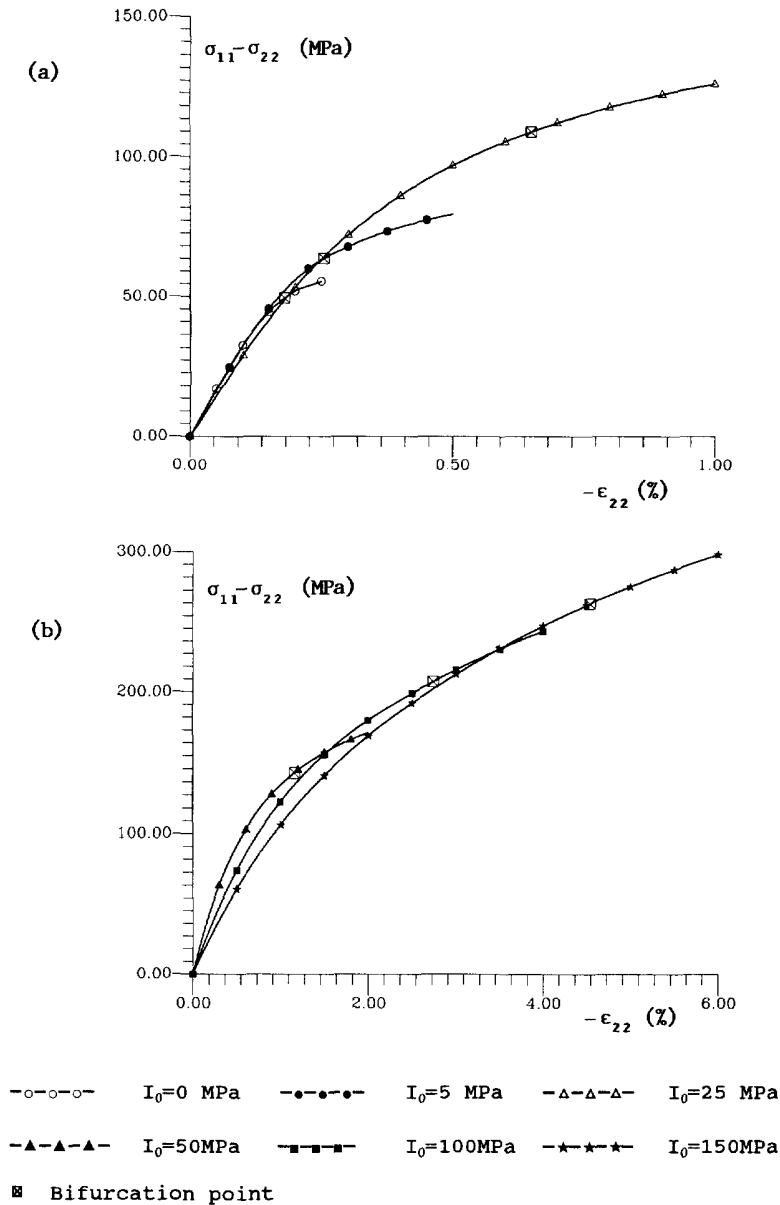 150.00
σ₁₁-σ₂₂ (MPa)
(a)
100.00
50.00
0.00
0.00 0.50 1.00
-ε₂₂ (%)
300.00
σ₁₁-σ₂₂ (MPa)
(b)
200.00
100.00
0.00
0.00 2.00 4.00 6.00
-ε₂₂ (%)
I₀=0 MPa I₀=5 MPa I₀=25 MPa
I₀=50MPa I₀=100MPa I₀=150MPa
Bifurcation point